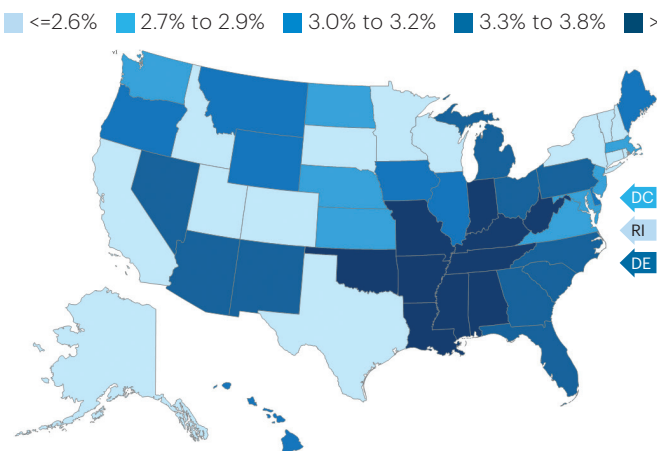 <=2.6% 2.7% to 2.9% 3.0% to 3.2% 3.3% to 3.8% >
DC
RI
DE